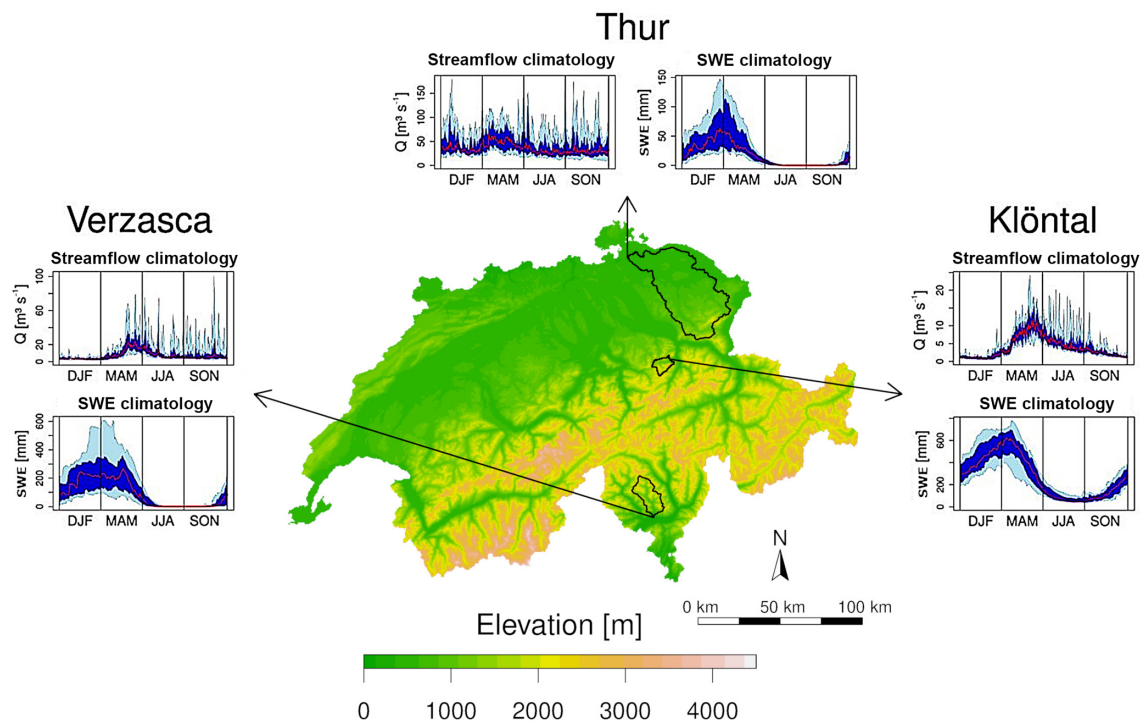 Thur
Streamflow climatology
SWE climatology
Q [m³ s⁻¹]
0 50 100 150
DJF MAM JJA SON
SWE [mm]
0 50 100 150
DJF MAM JJA SON
Verzasca
Streamflow climatology
Q [m³ s⁻¹]
0 20 60 100
DJF MAM JJA SON
SWE climatology
SWE [mm]
0 200 400 600
DJF MAM JJA SON
Klöntal
Streamflow climatology
Q [m³ s⁻¹]
0 5 10 20
DJF MAM JJA SON
SWE climatology
SWE [mm]
0 200 600
DJF MAM JJA SON
N
0 km 50 km 100 km
Elevation [m]
0 1000 2000 3000 4000